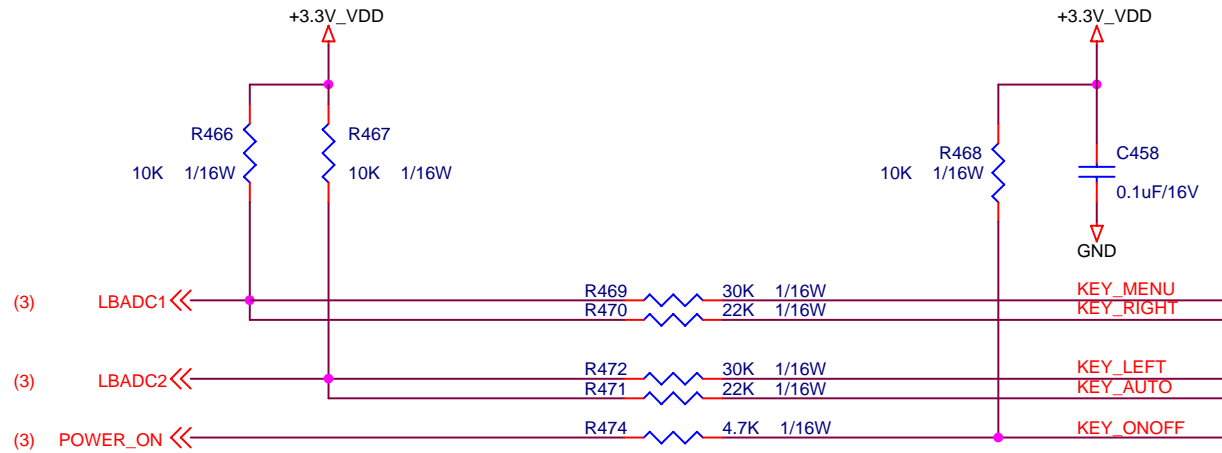 +3.3V_VDD +3.3V_VDD
R466 R467 R468 C458
10K 1/16W 10K 1/16W 10K 1/16W 0.1uF/16V
GND
(3) LBADC1 R469 30K 1/16W KEY_MENU
R470 22K 1/16W KEY_RIGHT
(3) LBADC2 R472 30K 1/16W KEY_LEFT
R471 22K 1/16W KEY_AUTO
(3) POWER_ON R474 4.7K 1/16W KEY_ONOFF